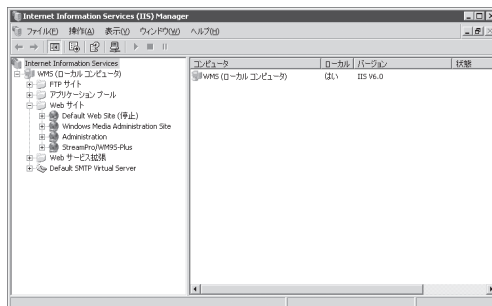 Internet Information Services (IIS) Manager
ファイル(F) 操作(A) 表示(V) ウィンドウ(W) ヘルプ(H)
Internet Information Services
WMS (ローカル コンピュータ)
FTP サイト
アプリケーション プール
Web サイト
Default Web Site (停止)
Windows Media Administration Site
Administration
StreamPro/WM9S-Plus
Web サービス拡張
Default SMTP Virtual Server
コンピュータ ローカル バージョン 状態
WMS (ローカル コンピュータ) はい IIS V6.0